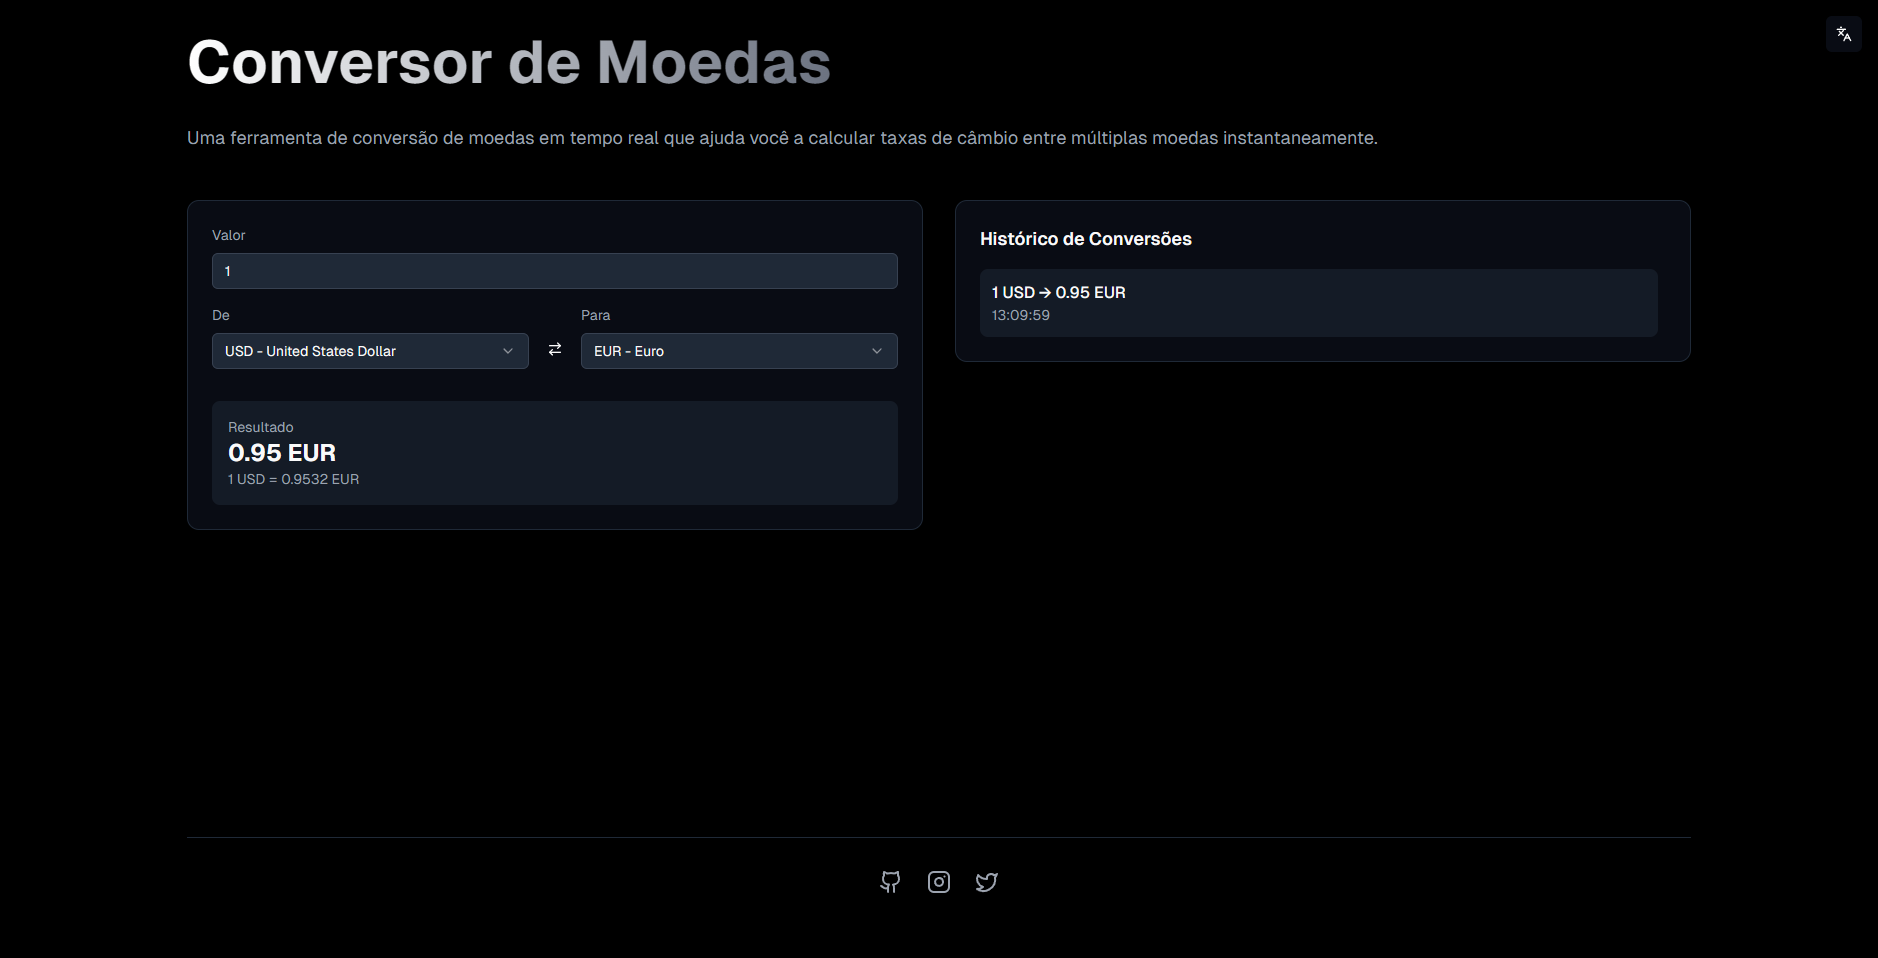 Conversor de Moedas
Uma ferramenta de conversão de moedas em tempo real que ajuda você a calcular taxas de câmbio entre múltiplas moedas instantaneamente.
Valor
1
De
Para
USD - United States Dollar
EUR - Euro
Resultado
0.95 EUR
1 USD = 0.9532 EUR
Histórico de Conversões
1 USD → 0.95 EUR
13:09:59